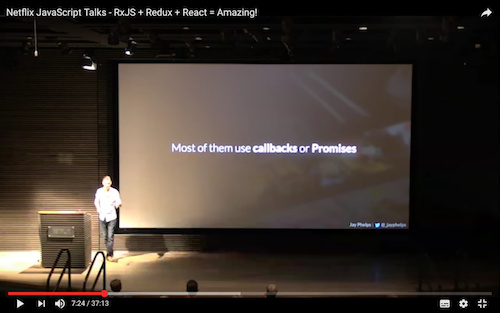 Netflix JavaScript Talks - RxJS + Redux + React = Amazing!
Most of them use callbacks or Promises
Jay Phelps | @_jayphelps
7:24 / 37:13